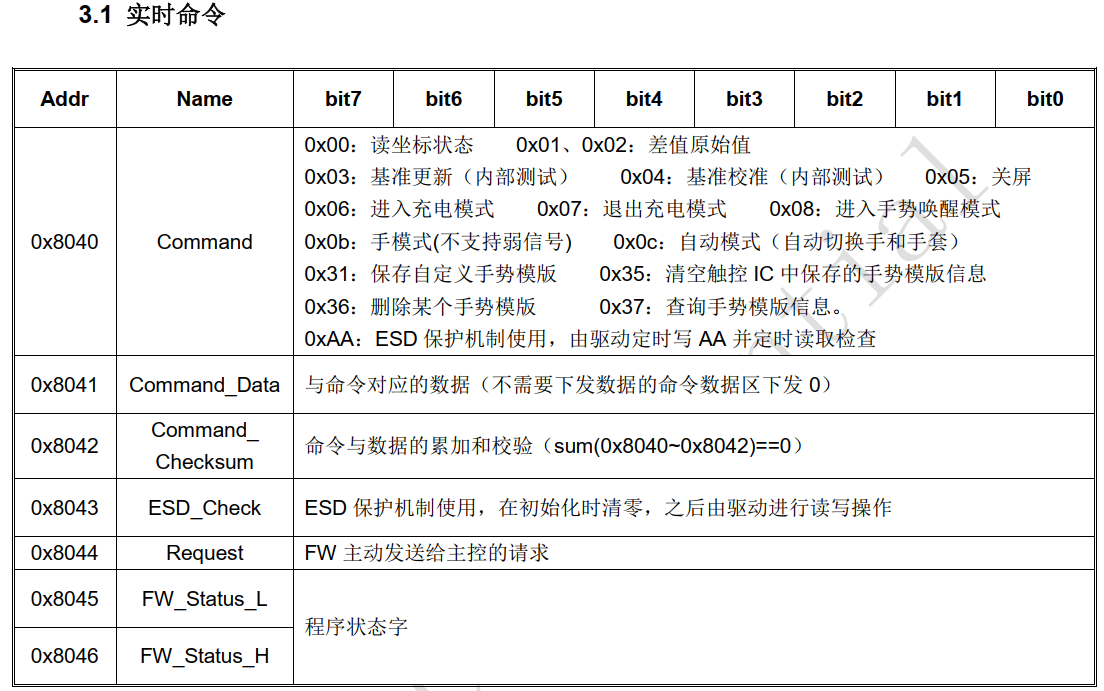 3.1 实时命令
Addr Name bit7 bit6 bit5 bit4 bit3 bit2 bit1 bit0
0x8040 Command
0x00：读坐标状态 0x01、0x02：差值原始值
0x03：基准更新（内部测试） 0x04：基准校准（内部测试） 0x05：关屏
0x06：进入充电模式 0x07：退出充电模式 0x08：进入手势唤醒模式
0x0b：手模式(不支持弱信号) 0x0c：自动模式（自动切换手和手套）
0x31：保存自定义手势模版 0x35：清空触控 IC 中保存的手势模版信息
0x36：删除某个手势模版 0x37：查询手势模版信息。
0xAA：ESD 保护机制使用，由驱动定时写 AA 并定时读取检查
0x8041 Command_Data 与命令对应的数据（不需要下发数据的命令数据区下发 0）
0x8042 Command_
Checksum 命令与数据的累加和校验（sum(0x8040~0x8042)==0）
0x8043 ESD_Check ESD 保护机制使用，在初始化时清零，之后由驱动进行读写操作
0x8044 Request FW 主动发送给主控的请求
0x8045 FW_Status_L
程序状态字
0x8046 FW_Status_H